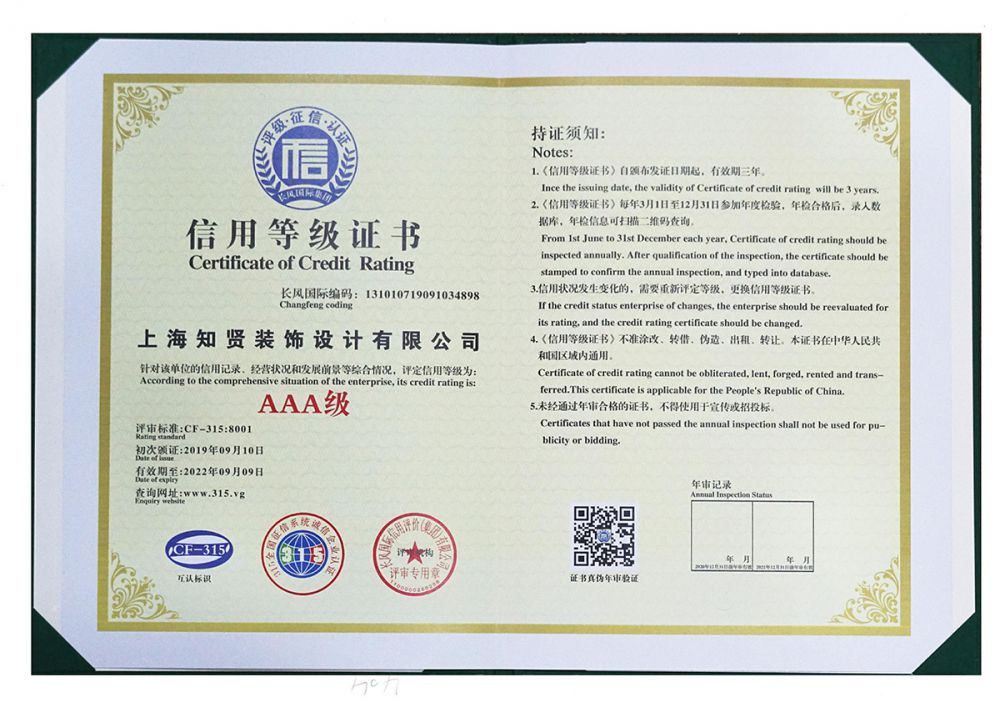 评级·征信·认证
信
长风国际集团
信用等级证书
Certificate of Credit Rating
长风国际编码：131010719091034898
Changfeng coding
上海知贤装饰设计有限公司
针对该单位的信用记录、经营状况和发展前景等综合情况，评定信用等级为：
According to the comprehensive situation of the enterprise, its credit rating is:
AAA级
评审标准:CF-315:8001
Rating standard
初次颁证:2019年09月10日
Date of issue
有效期至:2022年09月09日
Date of expiry
查询网址:www.315.vg
Enquiry website
CF-315
互认标识
315全国征信系统诚信企业认证
315
长风国际信用评价(集团)有限公司
评审机构
评审专用章
持证须知：
Notes:
1.《信用等级证书》自颁布发证日期起，有效期三年。
Ince the issuing date, the validity of Certificate of credit rating will be 3 years.
2.《信用等级证书》每年3月1日至12月31日参加年度检验，年检合格后，录入数
据库，年检信息可扫描二维码查询。
From 1st June to 31st December each year, Certificate of credit rating should be
inspected annually. After qualification of the inspection, the certificate should be
stamped to confirm the annual inspection, and typed into database.
3.信用状况发生变化的，需要重新评定等级，更换信用等级证书。
If the credit status enterprise of changes, the enterprise should be reevaluated for
its rating, and the credit rating certificate should be changed.
4.《信用等级证书》不准涂改、转借、伪造、出租、转让。本证书在中华人民共
和国区域内通用。
Certificate of credit rating cannot be obliterated, lent, forged, rented and trans-
ferred.This certificate is applicable for the People's Republic of China.
5.未经通过年审合格的证书，不得使用于宣传或招投标。
Certificates that have not passed the annual inspection shall not be used for pu-
blicity or bidding.
证书真伪年审验证
年审记录
Annual Inspection Status
年 月
年 月
2020年12月31日前年审有效
2021年12月31日前年审有效